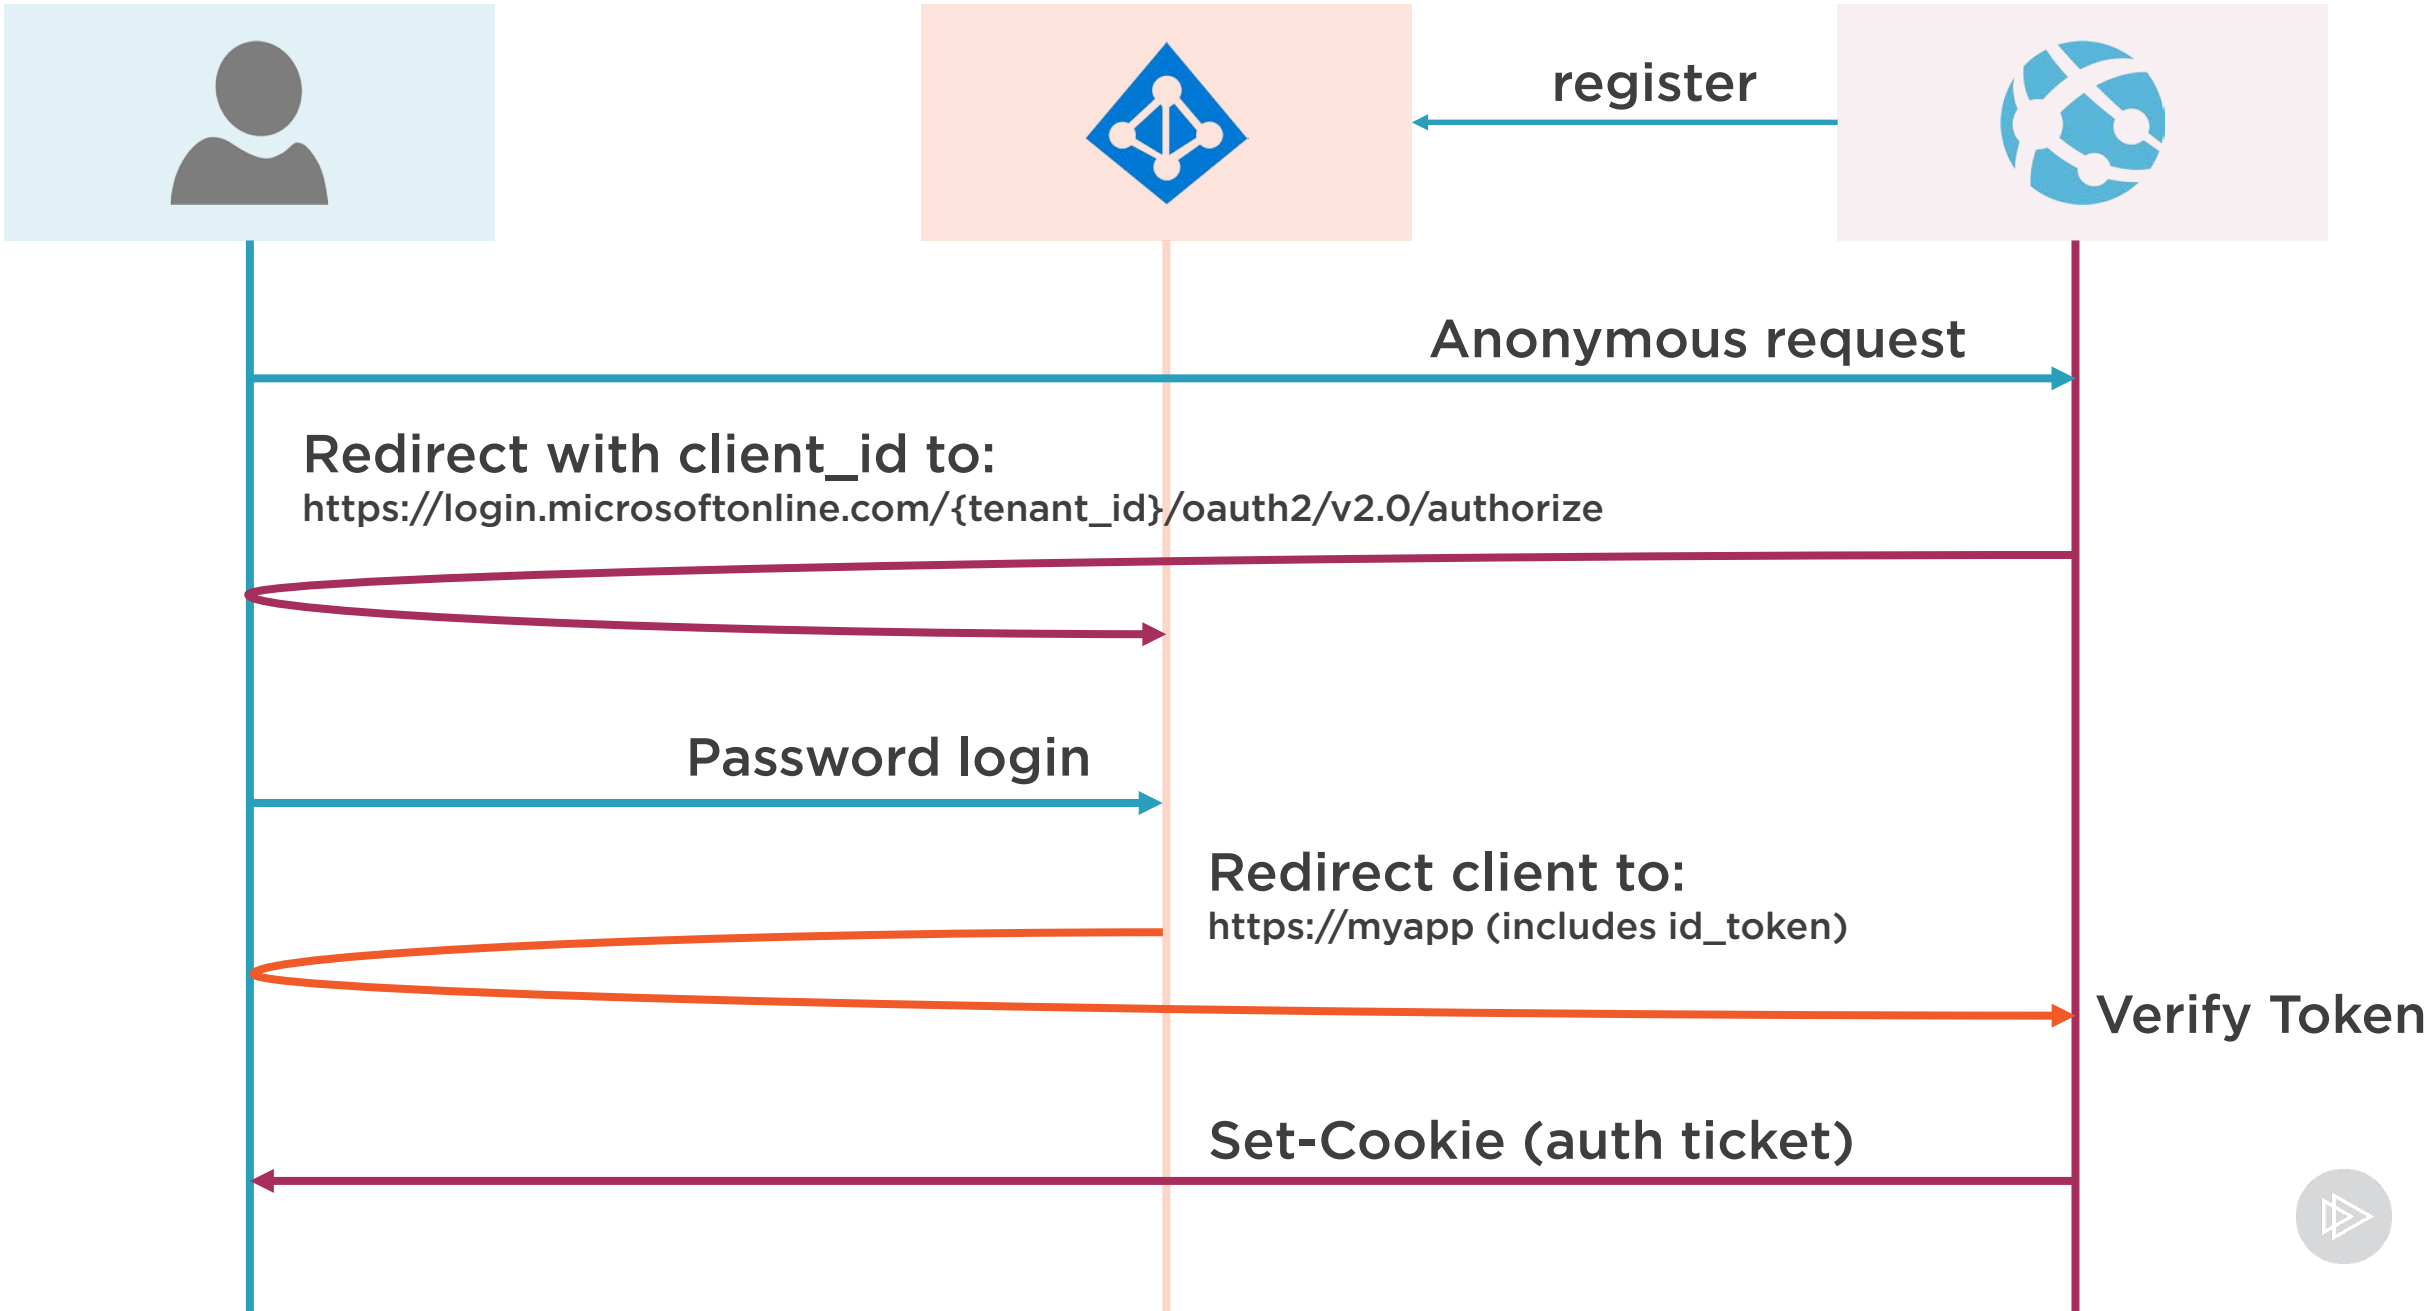 register
Anonymous request
Redirect with client_id to:
https://login.microsoftonline.com/{tenant_id}/oauth2/v2.0/authorize
Password login
Redirect client to:
https://myapp (includes id_token)
Verify Token
Set-Cookie (auth ticket)